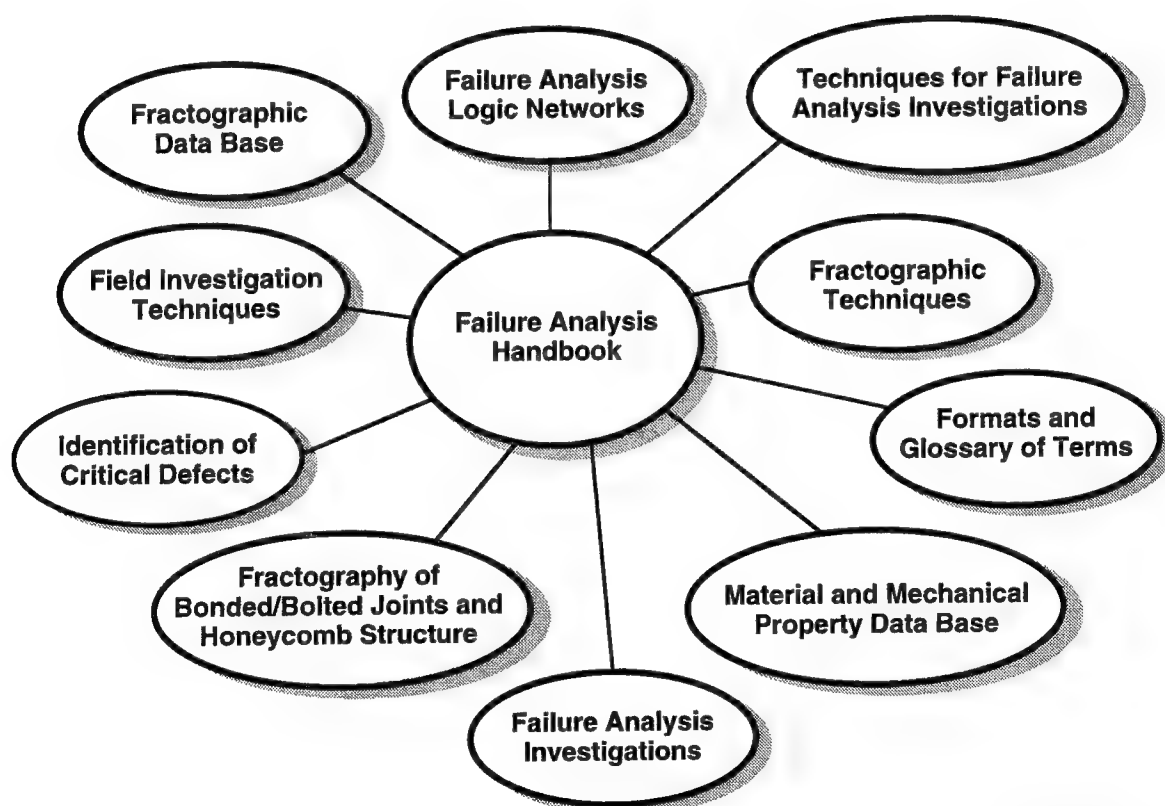 Failure Analysis
Logic Networks
Techniques for Failure
Analysis Investigations
Fractographic
Data Base
Field Investigation
Techniques
Failure Analysis
Handbook
Fractographic
Techniques
Identification of
Critical Defects
Formats and
Glossary of Terms
Fractography of
Bonded/Bolted Joints and
Honeycomb Structure
Material and Mechanical
Property Data Base
Failure Analysis
Investigations